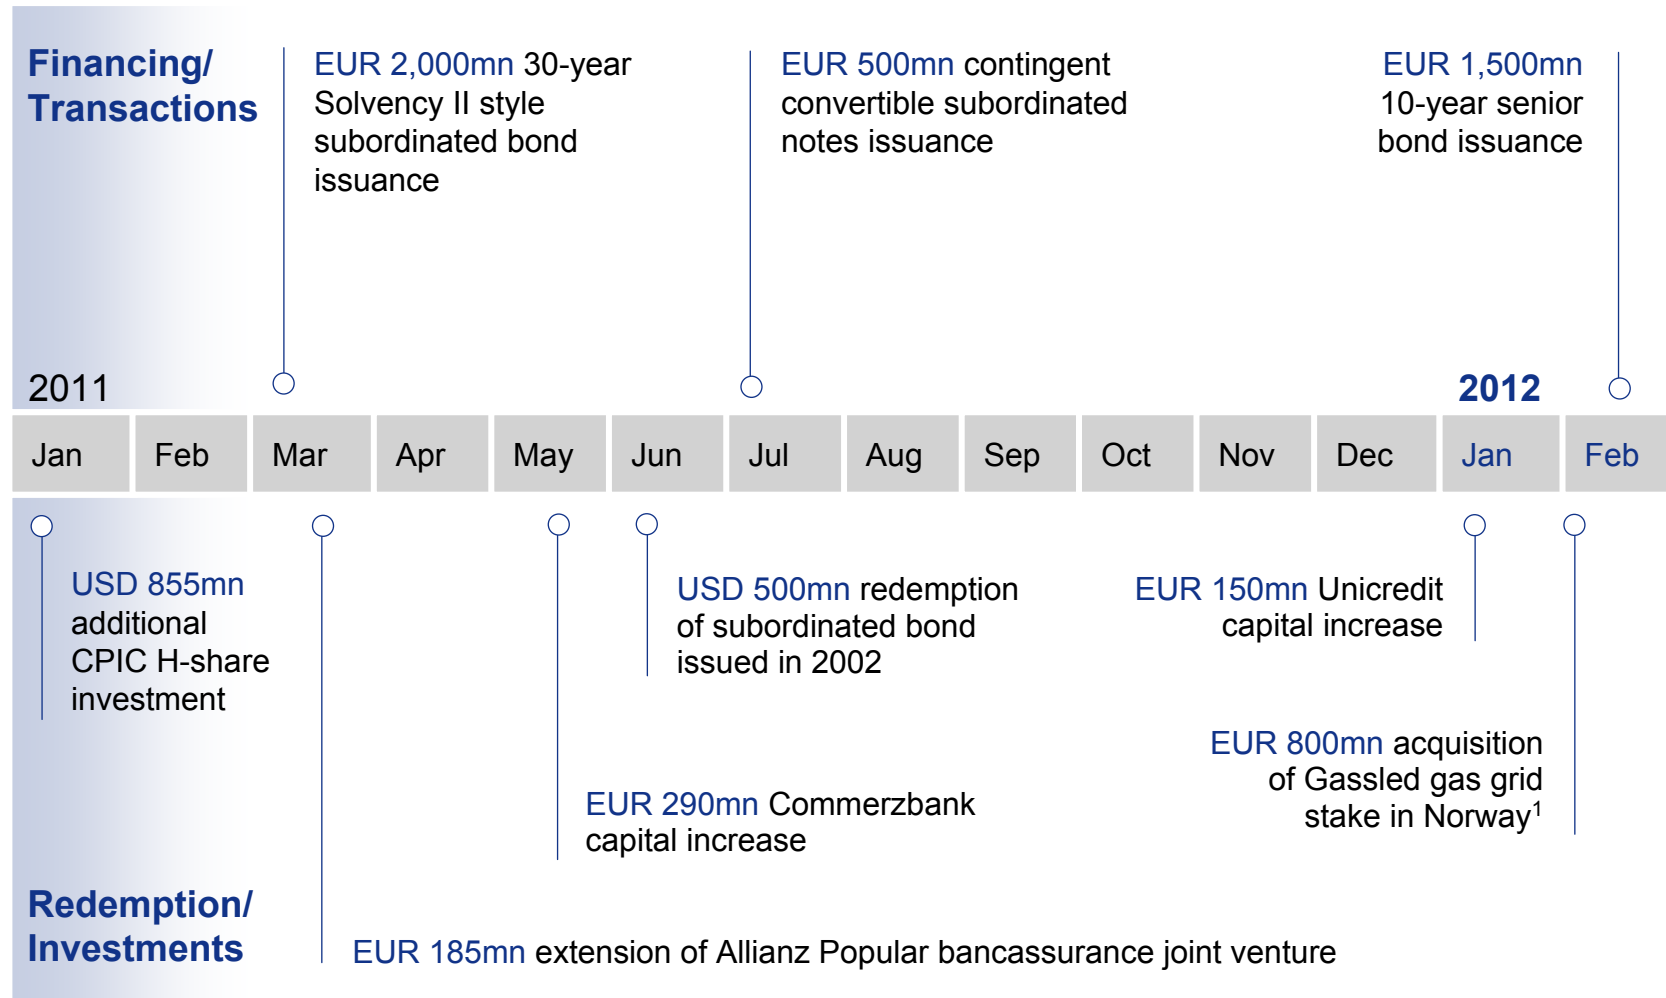 Financing/
Transactions
EUR 2,000mn 30-year
Solvency II style
subordinated bond
issuance
EUR 500mn contingent
convertible subordinated
notes issuance
EUR 1,500mn
10-year senior
bond issuance
2011
2012
Jan Feb Mar Apr May Jun Jul Aug Sep Oct Nov Dec Jan Feb
USD 855mn
additional
CPIC H-share
investment
USD 500mn redemption
of subordinated bond
issued in 2002
EUR 150mn Unicredit
capital increase
EUR 290mn Commerzbank
capital increase
EUR 800mn acquisition
of Gassled gas grid
stake in Norway¹
Redemption/
Investments
EUR 185mn extension of Allianz Popular bancassurance joint venture